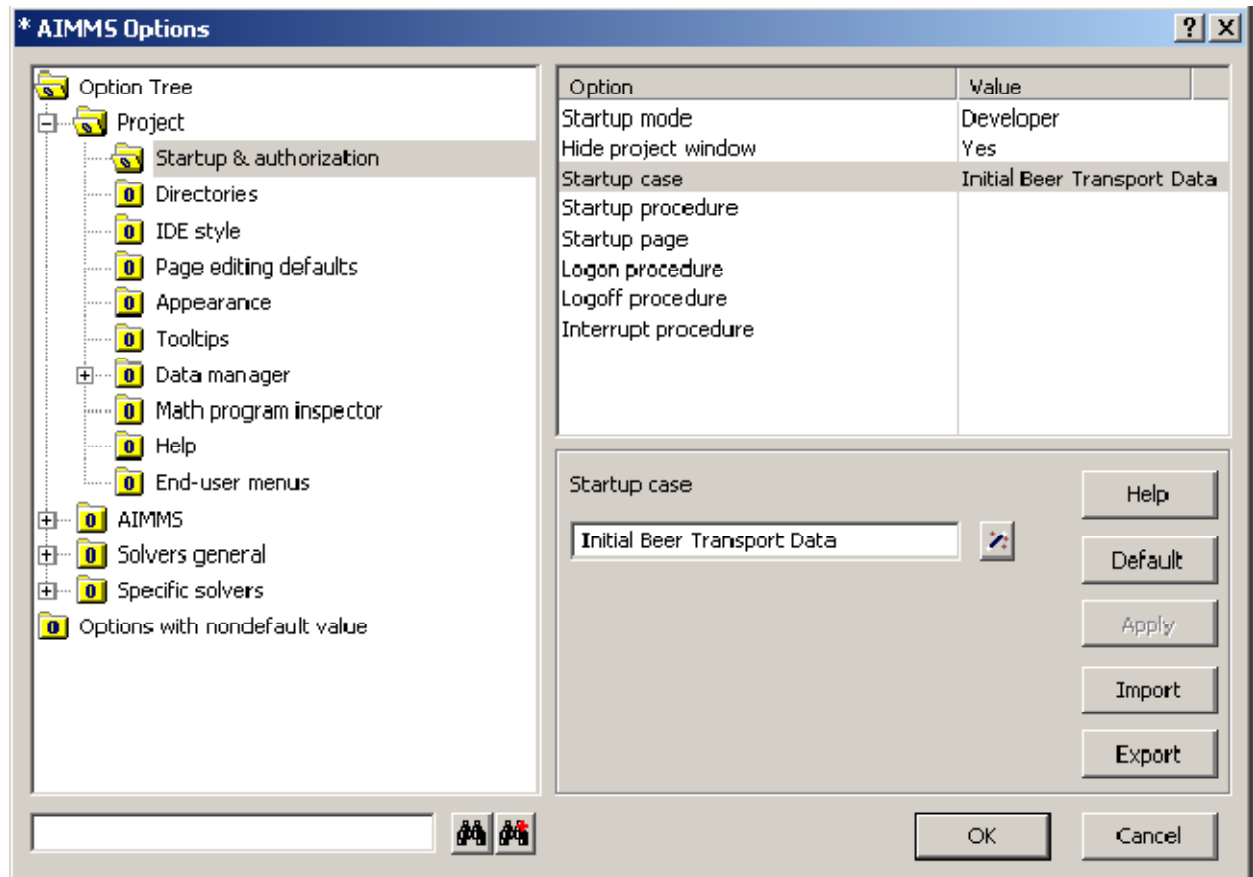 * AIMMS Options
Option Tree
Project
Startup & authorization
Directories
IDE style
Page editing defaults
Appearance
Tooltips
Data manager
Math program inspector
Help
End-user menus
AIMMS
Solvers general
Specific solvers
Options with nondefault value
Option Value
Startup mode Developer
Hide project window Yes
Startup case Initial Beer Transport Data
Startup procedure
Startup page
Logon procedure
Logoff procedure
Interrupt procedure
Startup case
Initial Beer Transport Data
Help
Default
Apply
Import
Export
OK Cancel